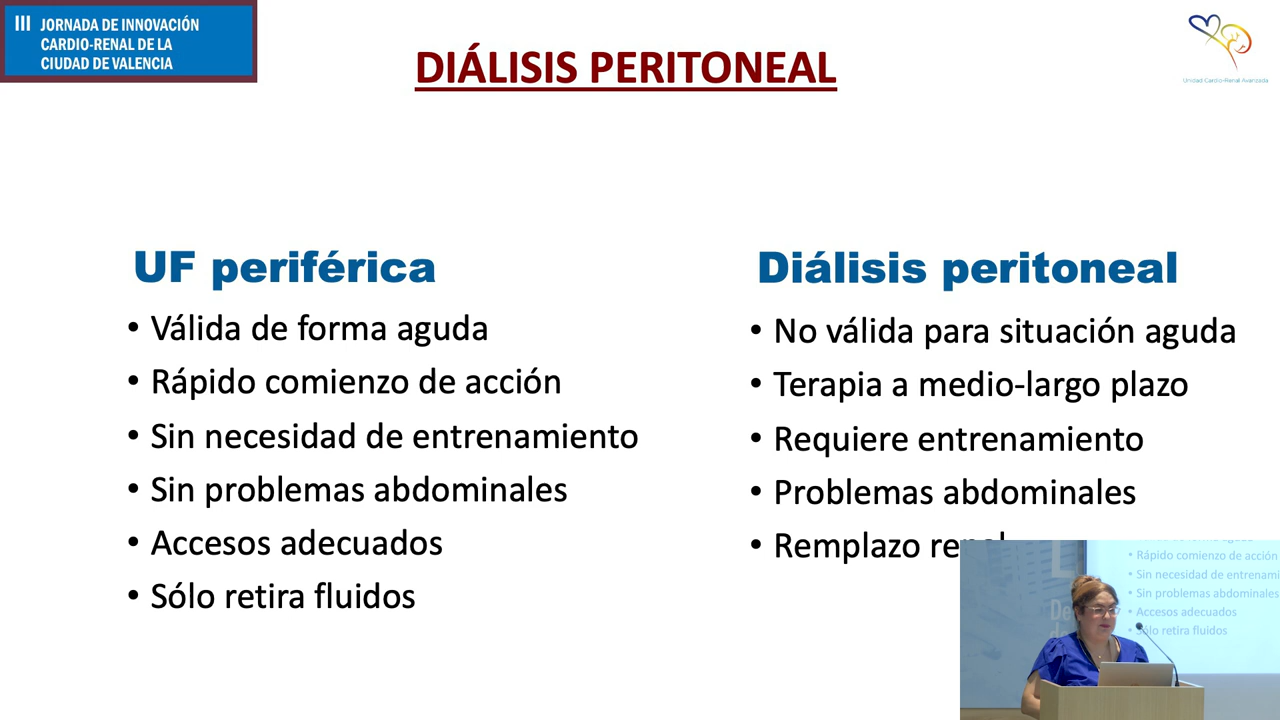 III JORNADA DE INNOVACIÓN
CARDIO-RENAL DE LA
CIUDAD DE VALENCIA
DIÁLISIS PERITONEAL
Unidad Cardio-Renal Avanzada
UF periférica
• Válida de forma aguda
• Rápido comienzo de acción
• Sin necesidad de entrenamiento
• Sin problemas abdominales
• Accesos adecuados
• Sólo retira fluidos
Diálisis peritoneal
• No válida para situación aguda
• Terapia a medio-largo plazo
• Requiere entrenamiento
• Problemas abdominales
• Remplazo renal
• Rápido comienzo de acción
• Sin necesidad de entrenami
• Sin problemas abdominales
• Accesos adecuados
• Sólo retira fluidos